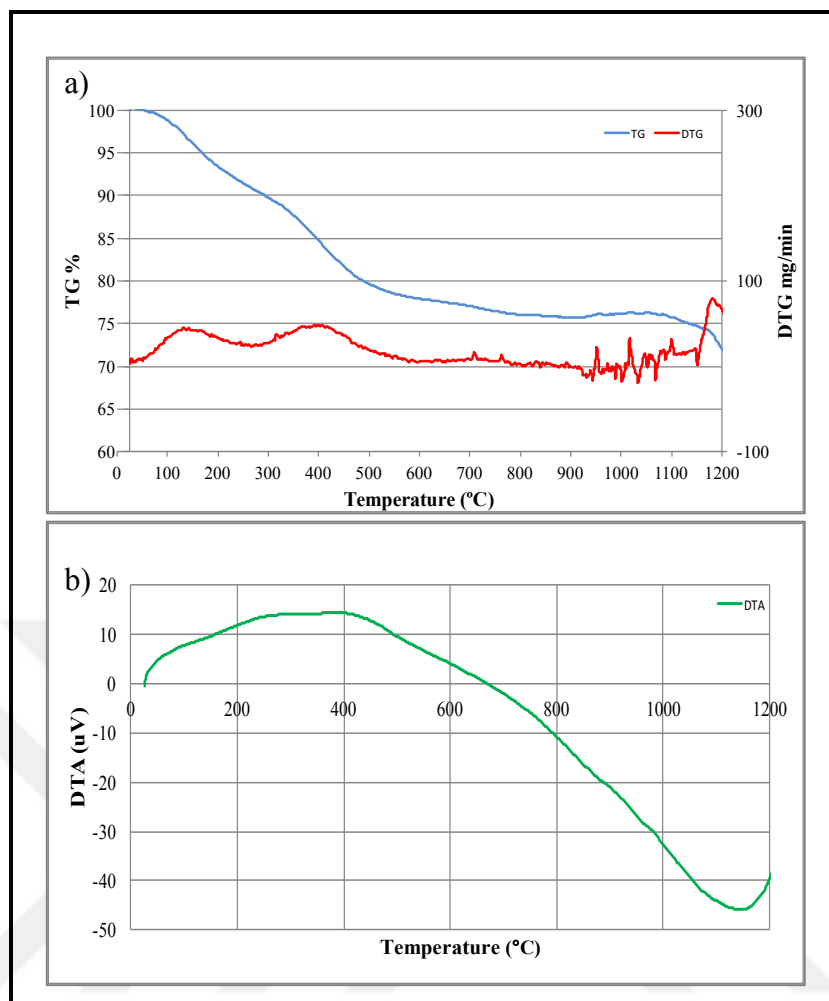 a)
TG DTG
100
95
90
85
80
75
70
65
60
TG %
300
100
-100
DTG mg/min
0 100 200 300 400 500 600 700 800 900 1000 1100 1200
Temperature (ºC)
b)
DTA
20
10
0
-10
-20
-30
-40
-50
DTA (uV)
0 200 400 600 800 1000 1200
Temperature (°C)